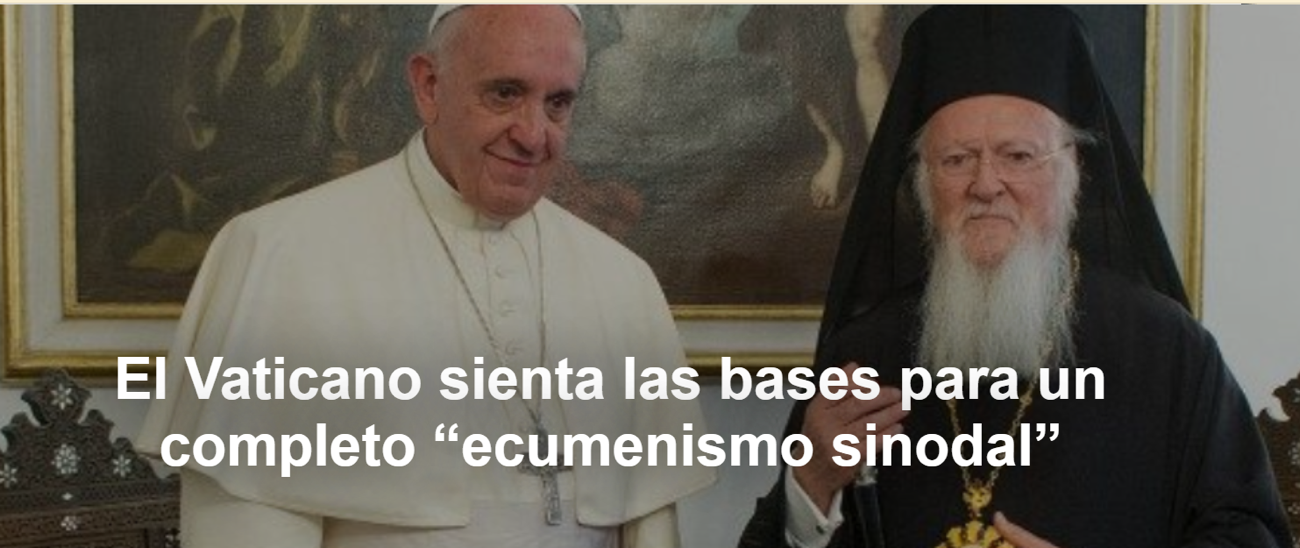 El Vaticano sienta las bases para un
completo “ecumenismo sinodal”